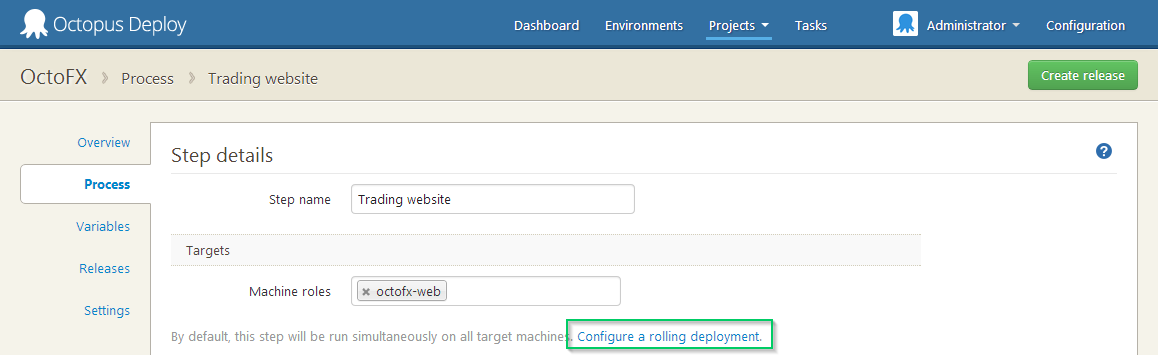 Octopus Deploy Dashboard Environments Projects Tasks Administrator Configuration
OctoFX Process Trading website Create release
Overview
Step details ?
Process
Step name Trading website
Variables
Targets
Releases
Machine roles × octofx-web
Settings
By default, this step will be run simultaneously on all target machines. Configure a rolling deployment.